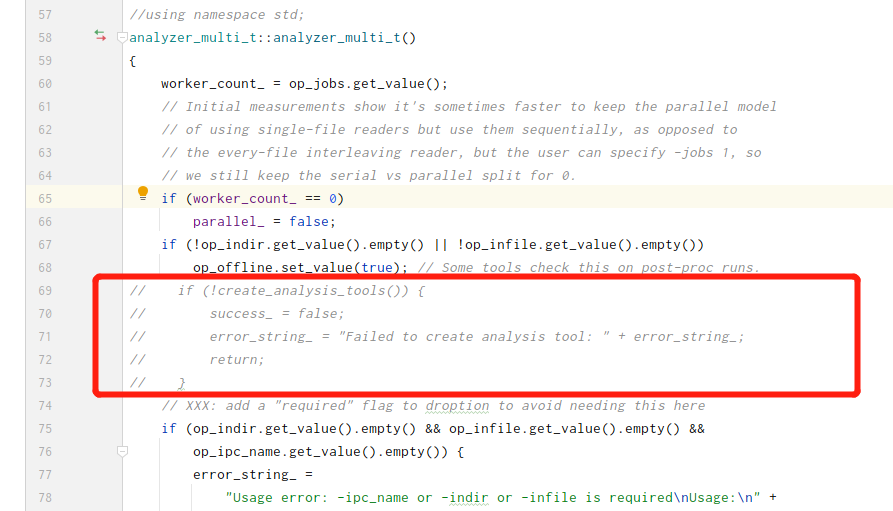 57 //using namespace std;
58 analyzer_multi_t::analyzer_multi_t()
59 {
60     worker_count_ = op_jobs.get_value();
61     // Initial measurements show it's sometimes faster to keep the parallel model
62     // of using single-file readers but use them sequentially, as opposed to
63     // the every-file interleaving reader, but the user can specify -jobs 1, so
64     // we still keep the serial vs parallel split for 0.
65     if (worker_count_ == 0)
66         parallel_ = false;
67     if (!op_indir.get_value().empty() || !op_infile.get_value().empty())
68         op_offline.set_value(true); // Some tools check this on post-proc runs.
69 //    if (!create_analysis_tools()) {
70 //        success_ = false;
71 //        error_string_ = "Failed to create analysis tool: " + error_string_;
72 //        return;
73 //    }
74     // XXX: add a "required" flag to droption to avoid needing this here
75     if (op_indir.get_value().empty() && op_infile.get_value().empty() &&
76         op_ipc_name.get_value().empty()) {
77         error_string_ =
78             "Usage error: -ipc_name or -indir or -infile is required\nUsage:\n" +